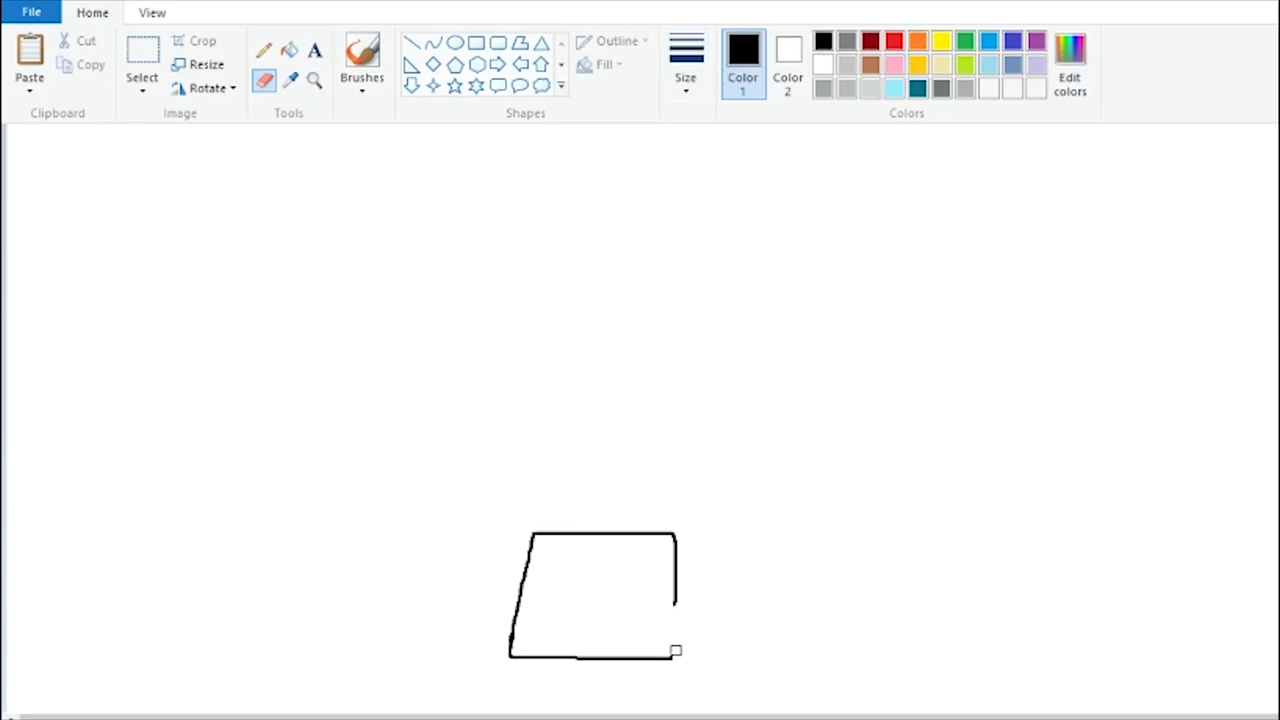 File Home View
Paste
Cut
Copy
Clipboard
Select
Crop
Resize
Rotate
Image
A
Tools
Brushes
Shapes
Outline
Fill
Size
Color 1
Color 2
Edit colors
Colors